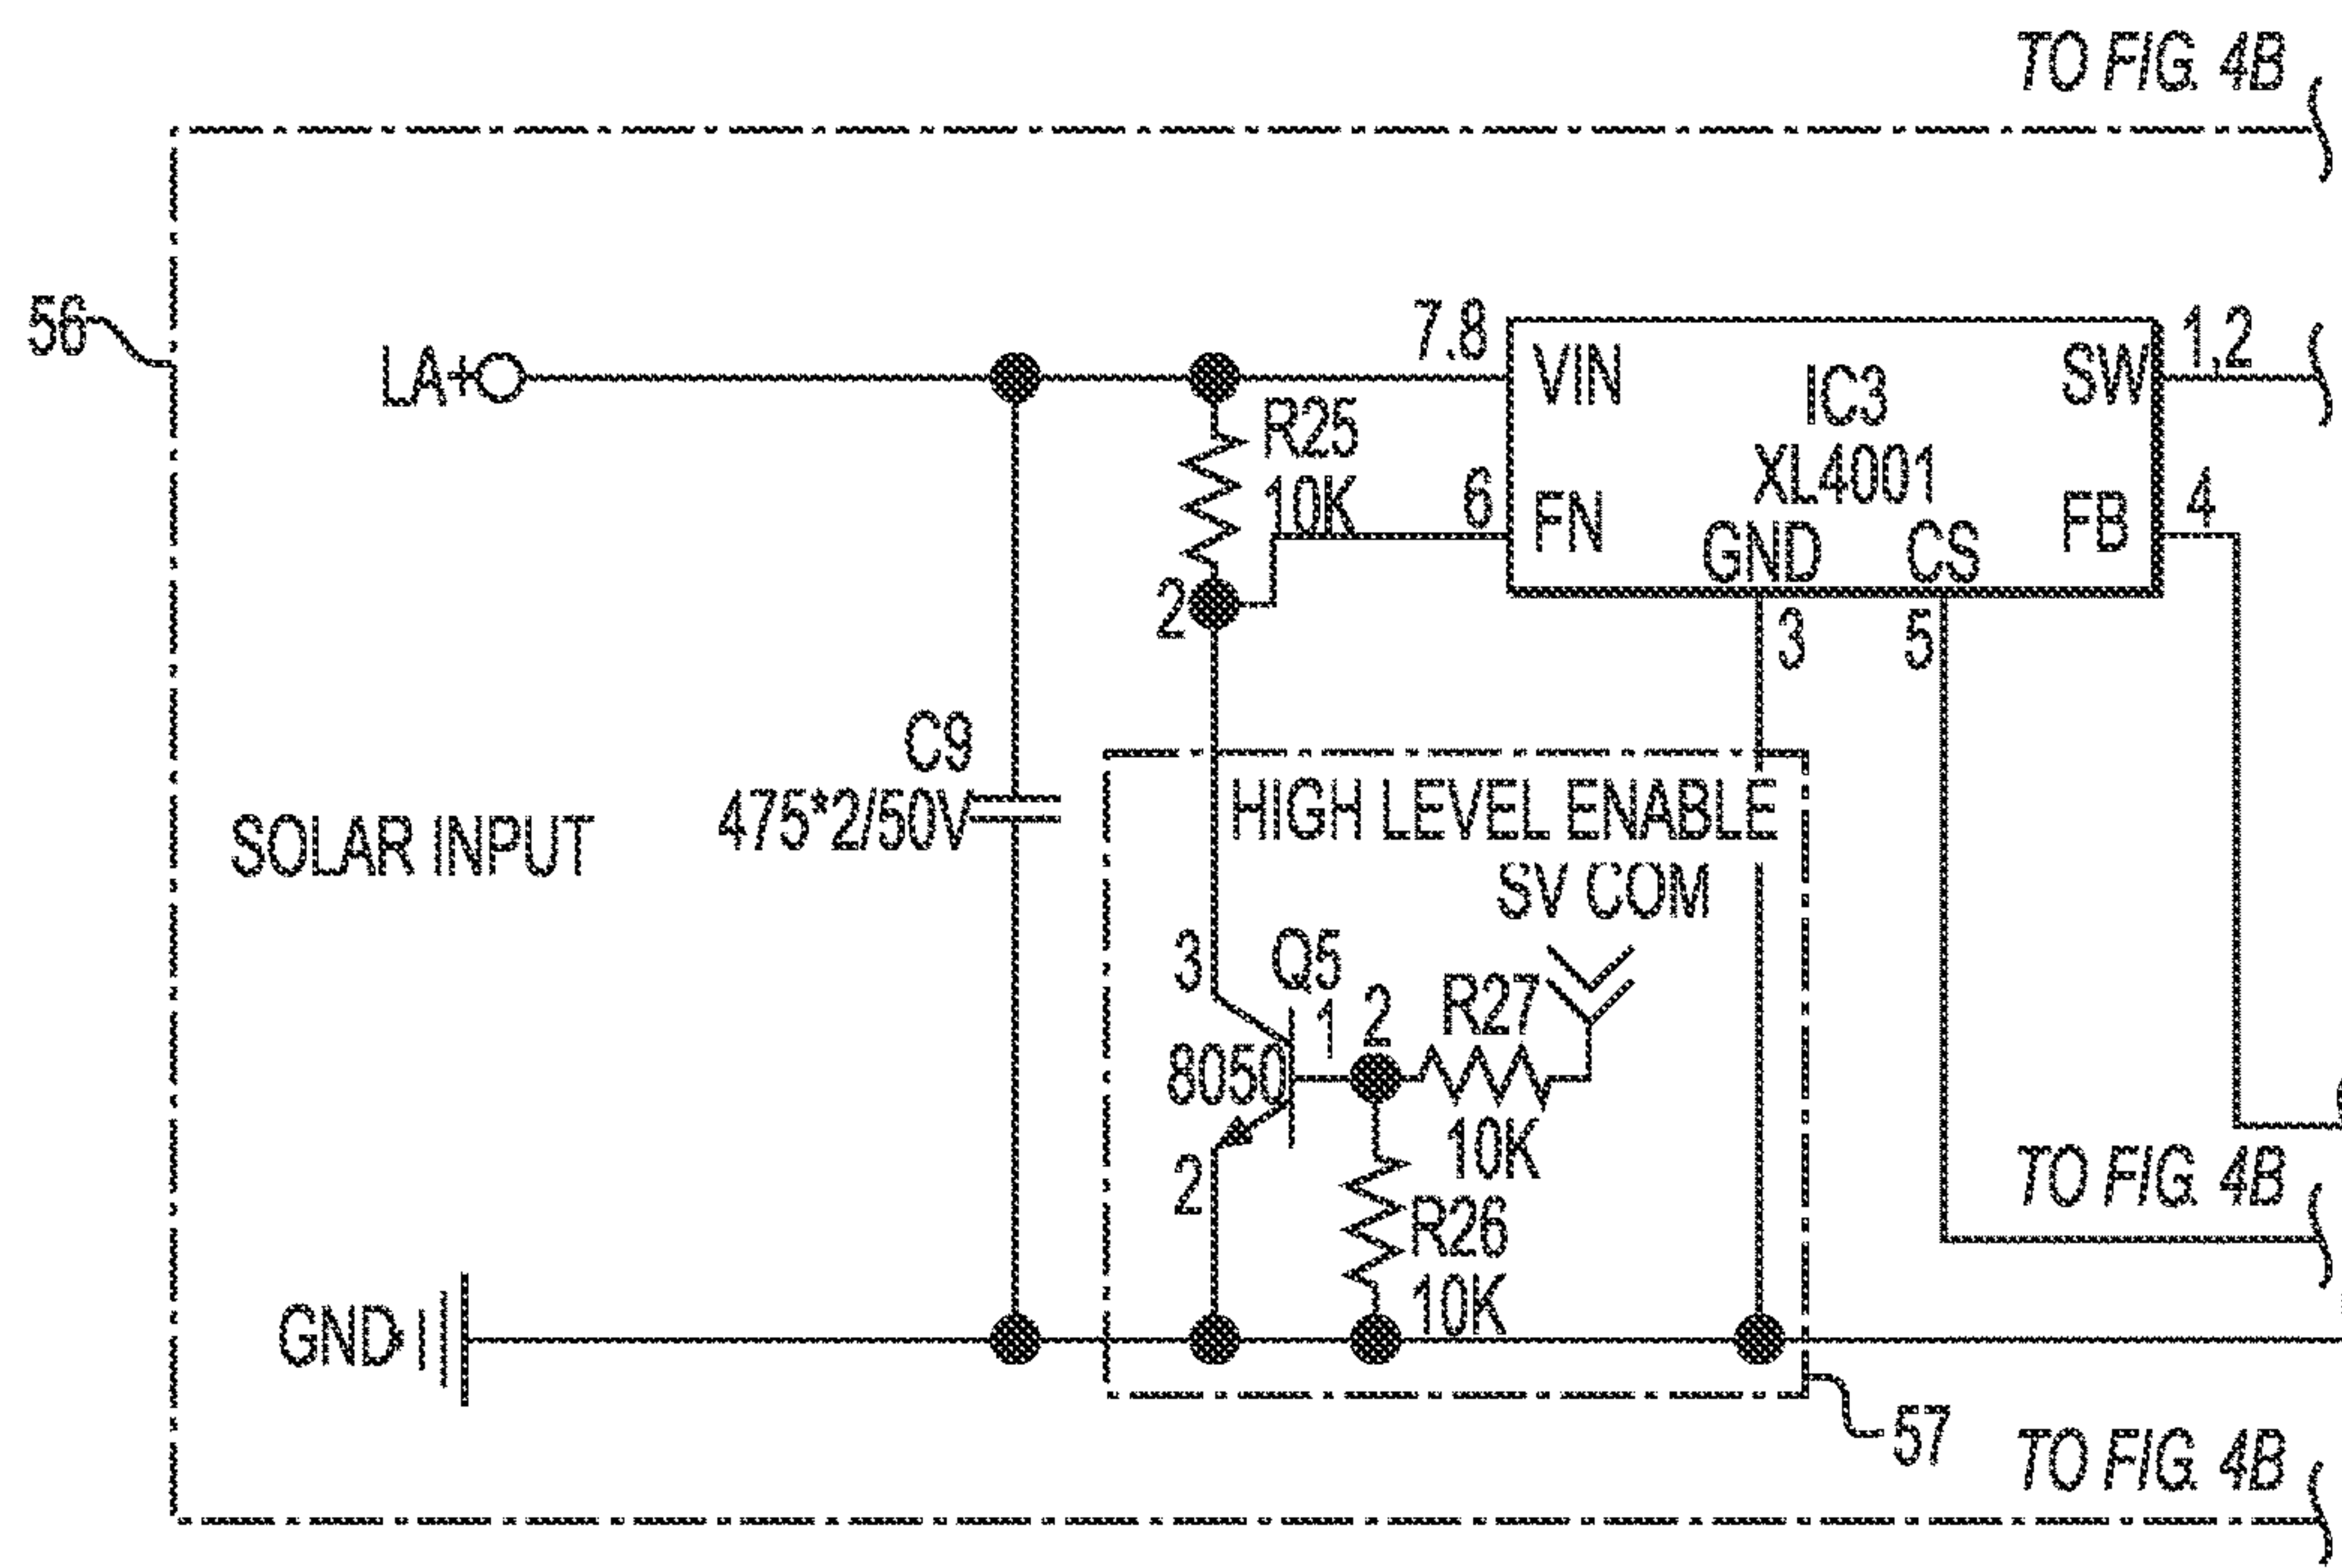 TO FIG. 4B
56
LA+
7.8
VIN
IC3
XL4001
SW
1,2
R25
10K
6
FN
GND
CS
FB
4
2
3
5
C9
475*2/50V
SOLAR INPUT
HIGH LEVEL ENABLE
SV COM
3
Q5
1
2
R27
8050
10K
2
R26
10K
TO FIG. 4B
GND
57
TO FIG. 4B